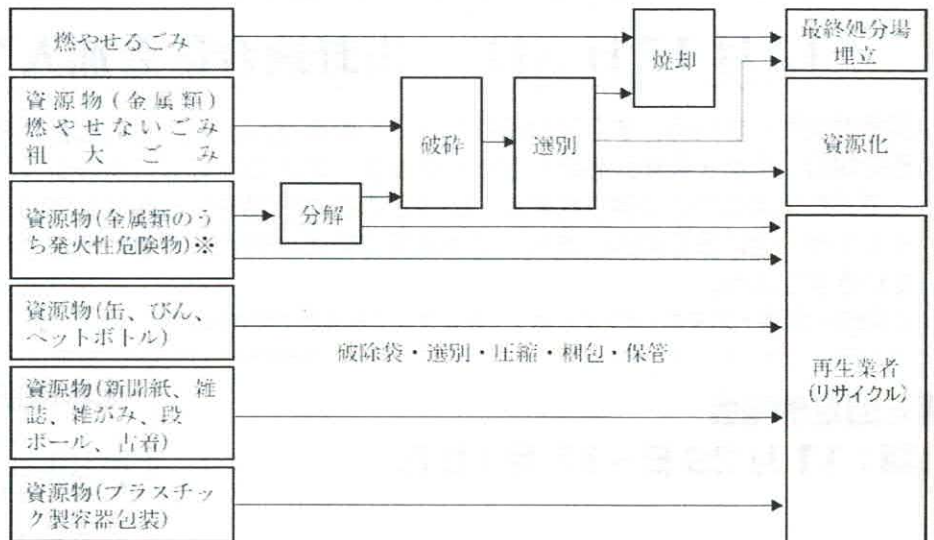 燃やせるごみ
資源物(金属類)
燃やせないごみ
粗大ごみ
資源物(金属類のう
ち発火性危険物)※
資源物(缶、びん、
ペットボトル)
資源物(新聞紙、雑
誌、雑がみ、段
ボール、古着)
資源物(プラスチッ
ク製容器包装)
分解
破砕
選別
焼却
破除袋・選別・圧縮・梱包・保管
最終処分場
埋立
資源化
再生業者
(リサイクル)